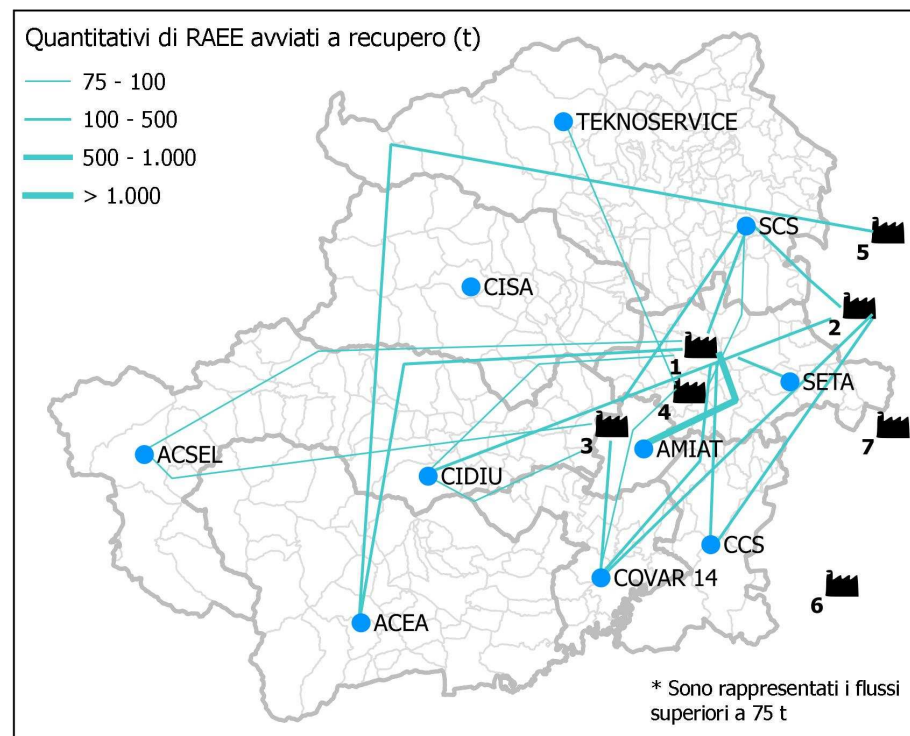 Quantitativi di RAEE avviati a recupero (t)
75 - 100
100 - 500
500 - 1.000
> 1.000
TEKNOSERVICE
SCS
5
CISA
2
1
SETA
4
3
7
ACSEL
AMIAT
CIDIU
CCS
COVAR 14
6
ACEA
* Sono rappresentati i flussi
superiori a 75 t